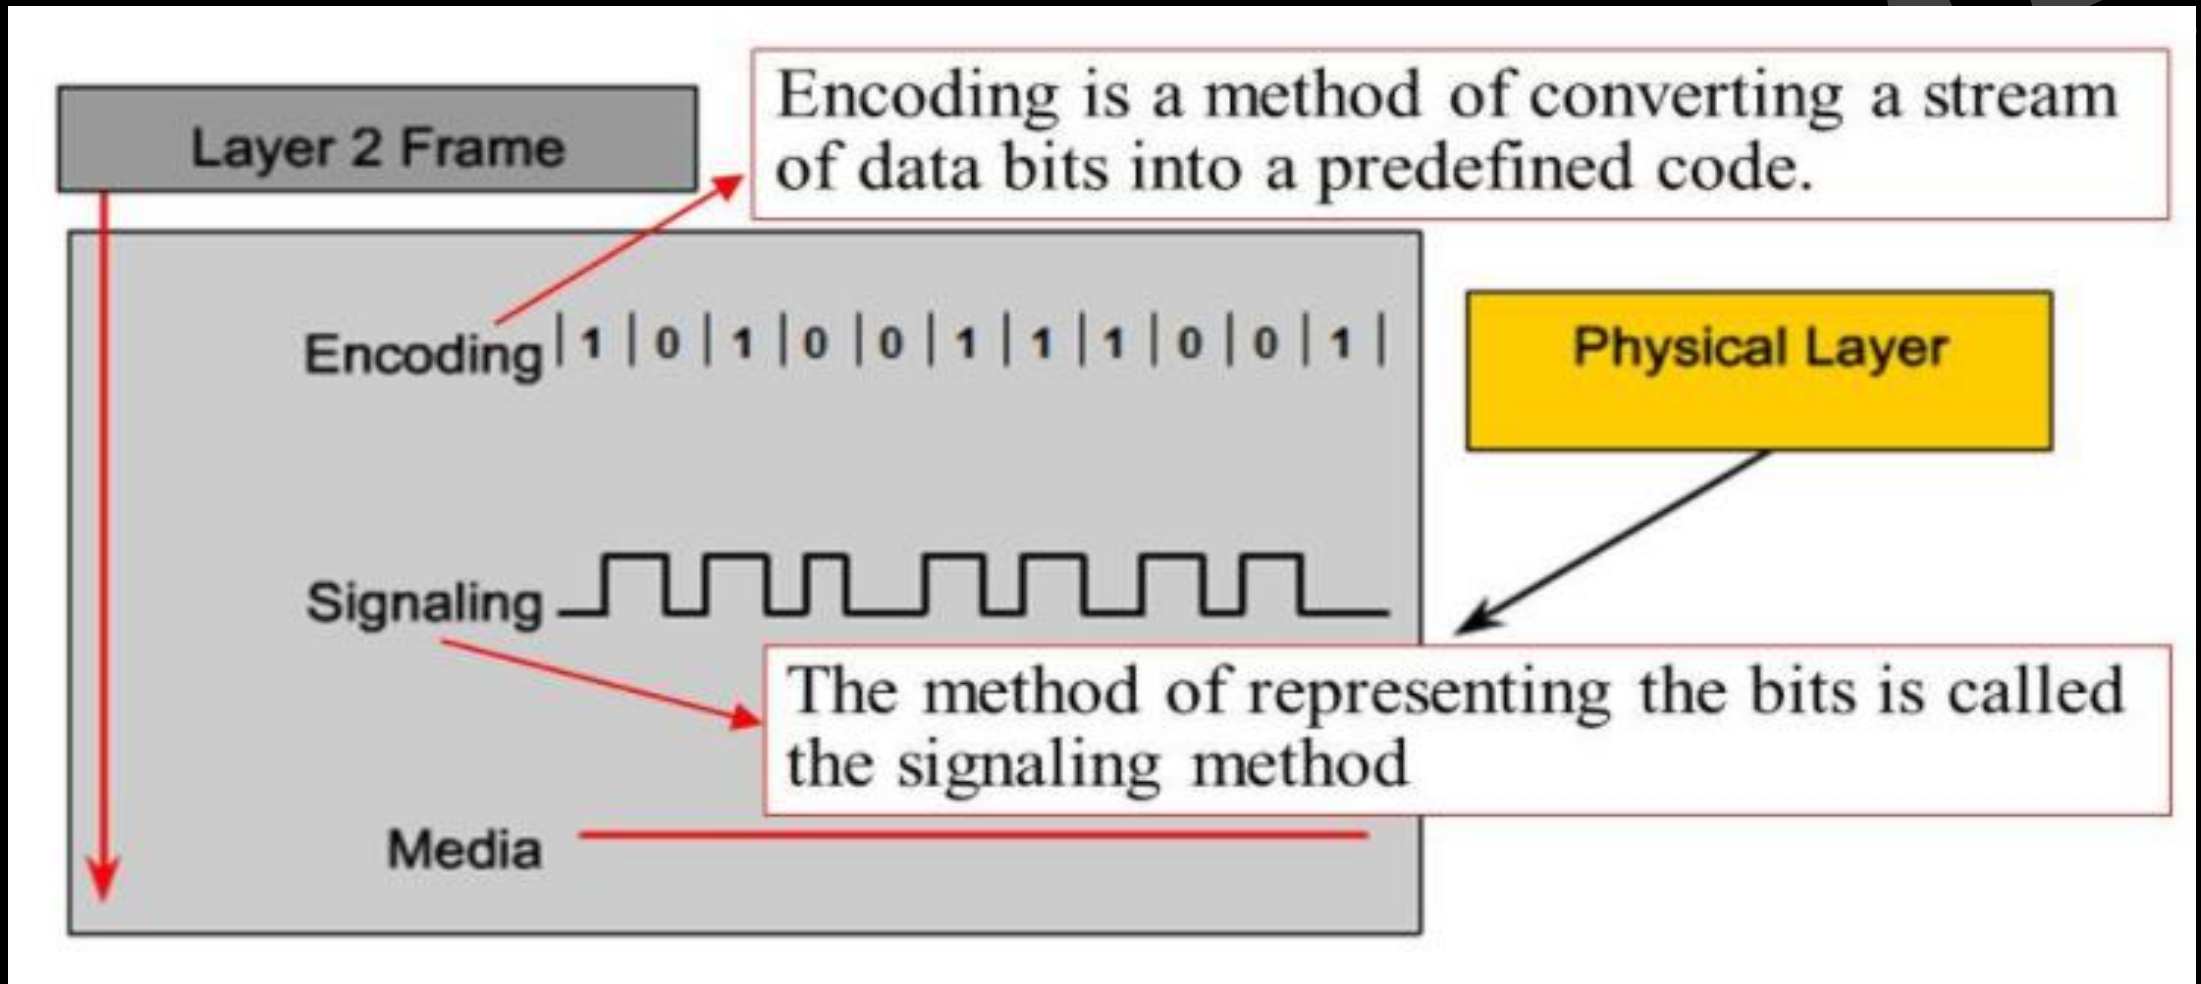 Layer 2 Frame
Encoding is a method of converting a stream
of data bits into a predefined code.
Encoding |1|0|1|0|0|1|1|1|0|0|1|
Physical Layer
Signaling
The method of representing the bits is called
the signaling method
Media